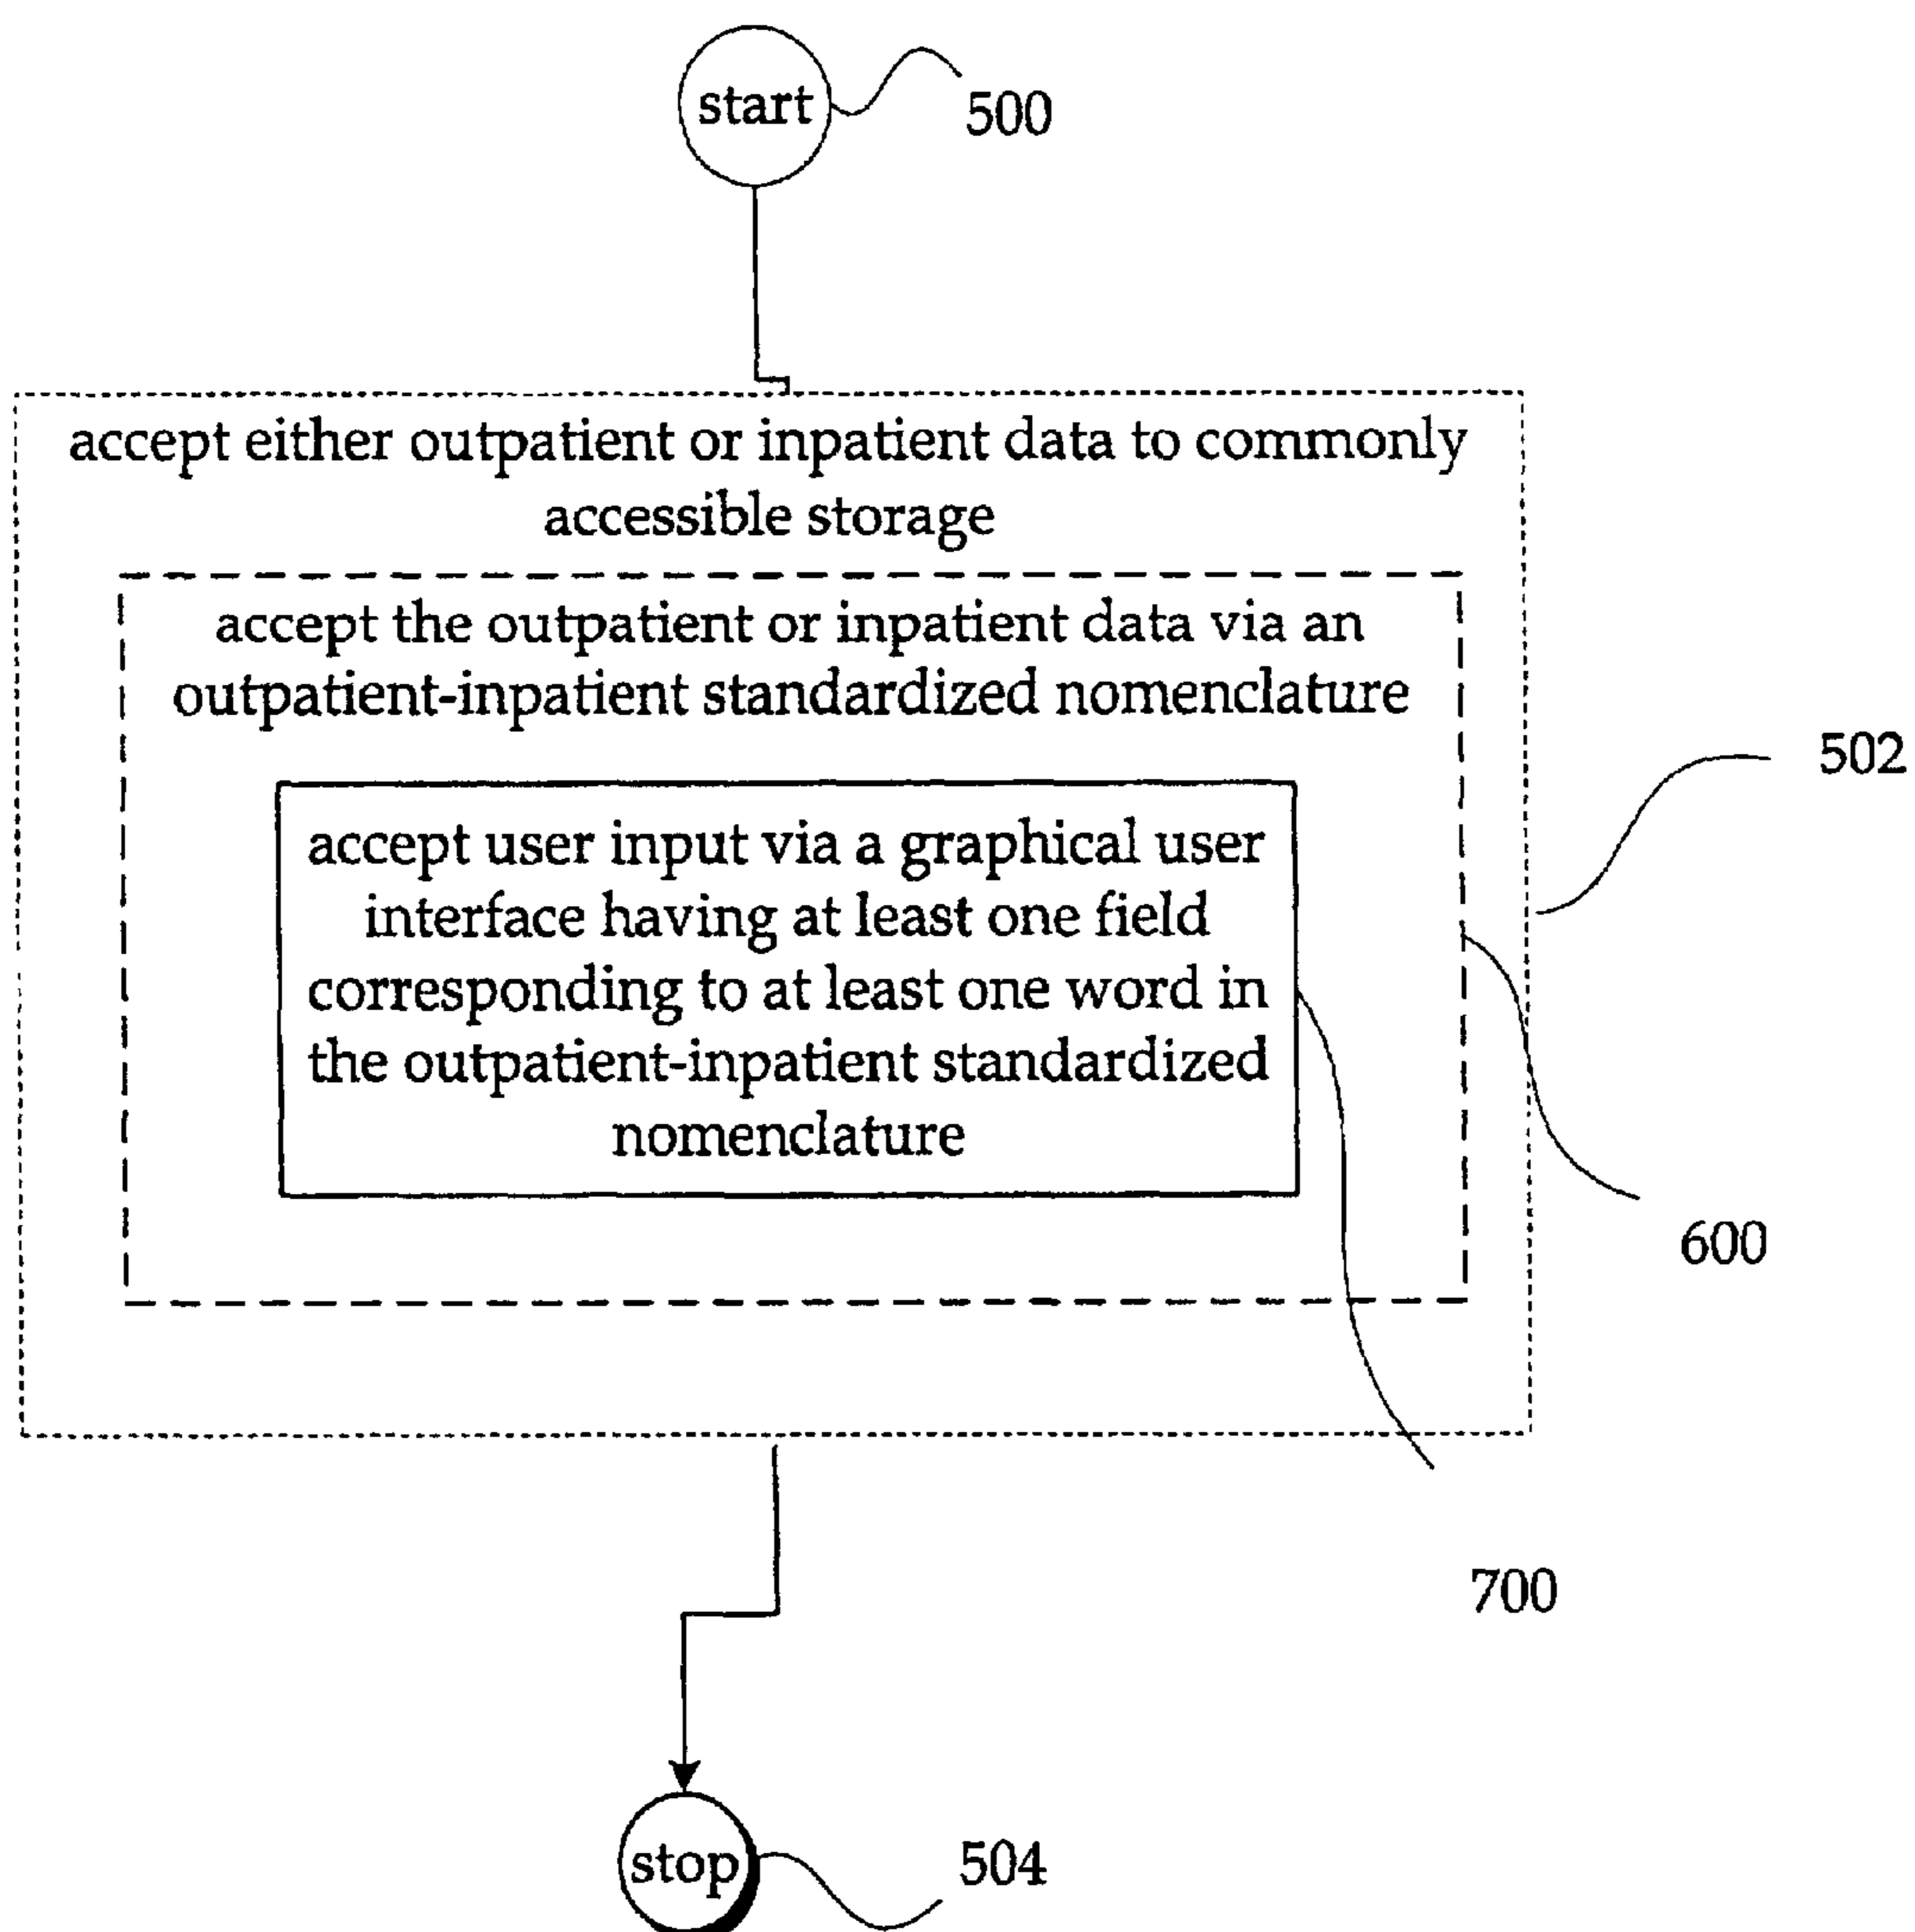 start
500
accept either outpatient or inpatient data to commonly
accessible storage
accept the outpatient or inpatient data via an
outpatient-inpatient standardized nomenclature
502
accept user input via a graphical user
interface having at least one field
corresponding to at least one word in
the outpatient-inpatient standardized
nomenclature
600
700
stop
504